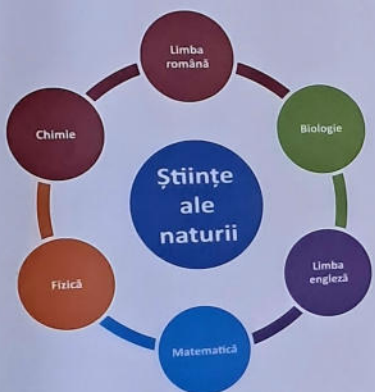 Limba
română
Biologie
Limba
engleză
Matematică
Fizică
Chimie
Științe
ale
naturii